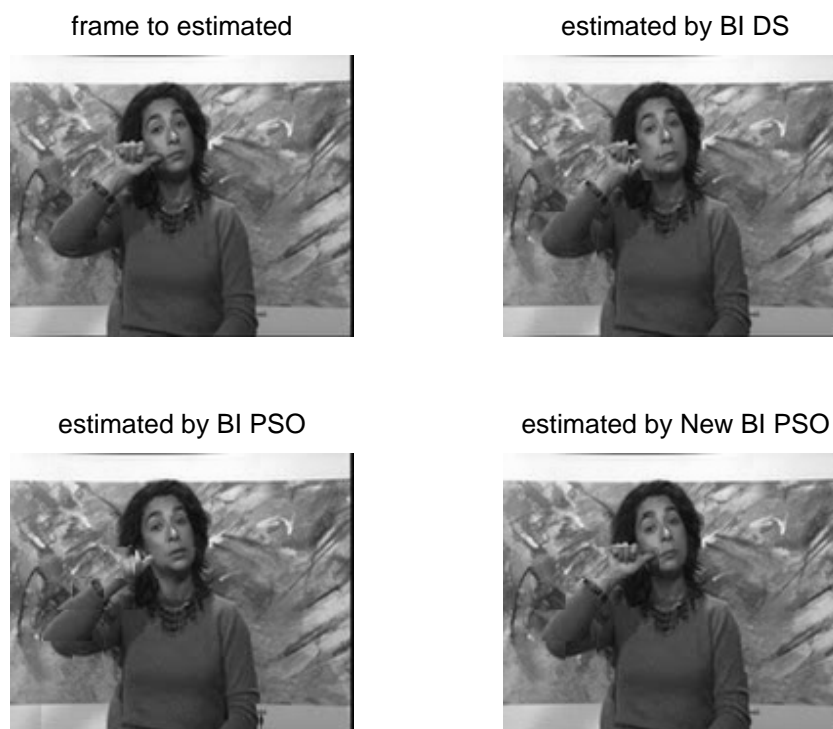 frame to estimated
estimated by BI DS
estimated by BI PSO
estimated by New BI PSO